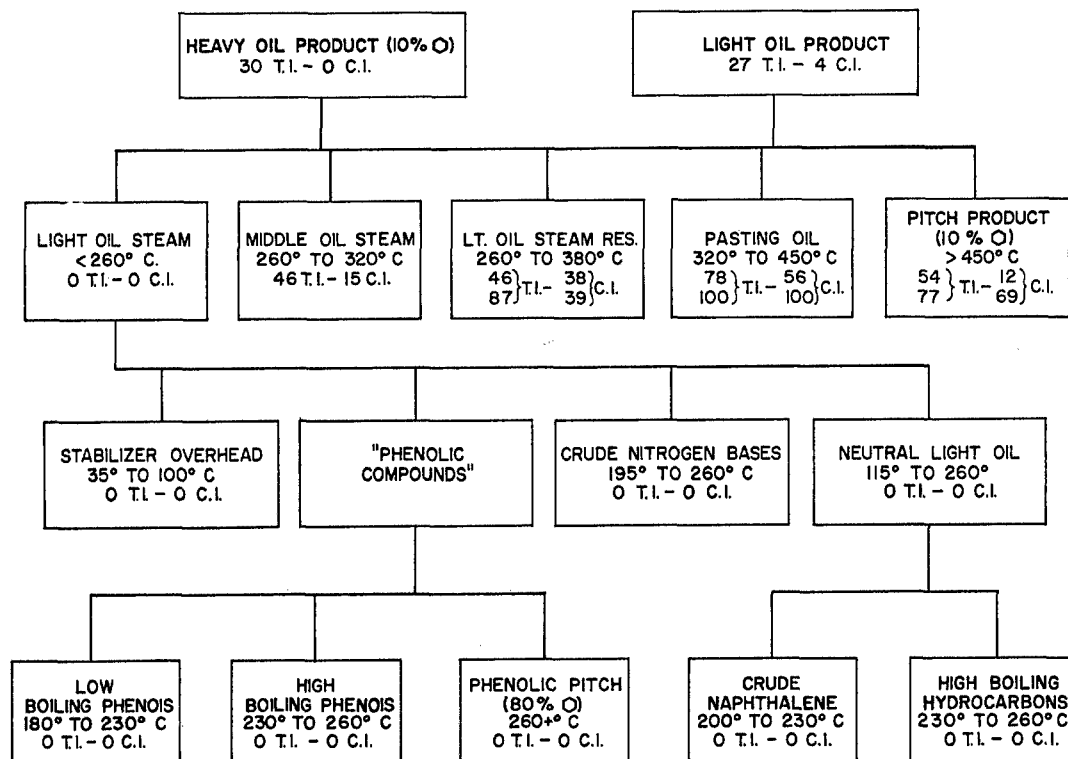 HEAVY OIL PRODUCT (10% ⌬)
30 T.I. – 0 C.I.
LIGHT OIL PRODUCT
27 T.I. – 4 C.I.
LIGHT OIL STEAM
<260° C.
0 T.I. – 0 C.I.
MIDDLE OIL STEAM
260° TO 320° C
46 T.I. – 15 C.I.
LT. OIL STEAM RES.
260° TO 380° C
46 } T.I. – 38 } C.I.
87 39
PASTING OIL
320° TO 450° C
78 } T.I. – 56 } C.I.
100 100
PITCH PRODUCT
(10 % ⌬)
>450° C
54 } T.I. – 12 } C.I.
77 69
STABILIZER OVERHEAD
35° TO 100° C
0 T.I. – 0 C.I.
"PHENOLIC
COMPOUNDS"
CRUDE NITROGEN BASES
195° TO 260° C
0 T.I. – 0 C.I.
NEUTRAL LIGHT OIL
115° TO 260°
0 T.I. – 0 C.I.
LOW
BOILING PHENOIS
180° TO 230° C
0 T.I. – 0 C.I.
HIGH
BOILING PHENOIS
230° TO 260° C
0 T.I. – 0 C.I.
PHENOLIC PITCH
(80% ⌬)
260+° C
0 T.I. – 0 C.I.
CRUDE
NAPHTHALENE
200° TO 230° C
0 T.I. – 0 C.I.
HIGH BOILING
HYDROCARBONS
230° TO 260° C
0 T.I. – 0 C.I.